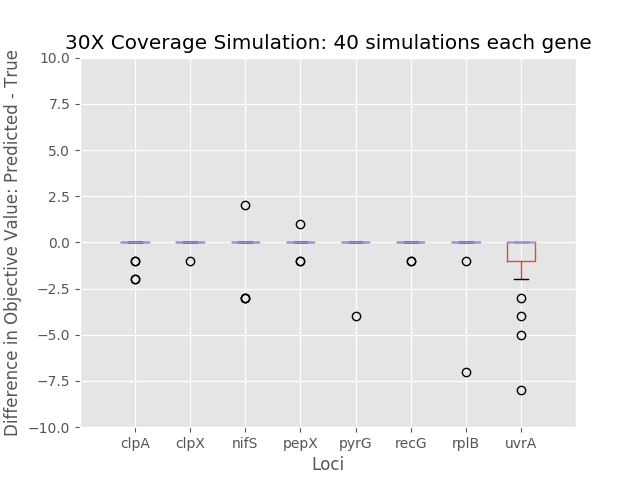 30X Coverage Simulation: 40 simulations each gene
Difference in Objective Value: Predicted - True
10.0
7.5
5.0
2.5
0.0
−2.5
−5.0
−7.5
−10.0
clpA clpX nifS pepX pyrG recG rplB uvrA
Loci